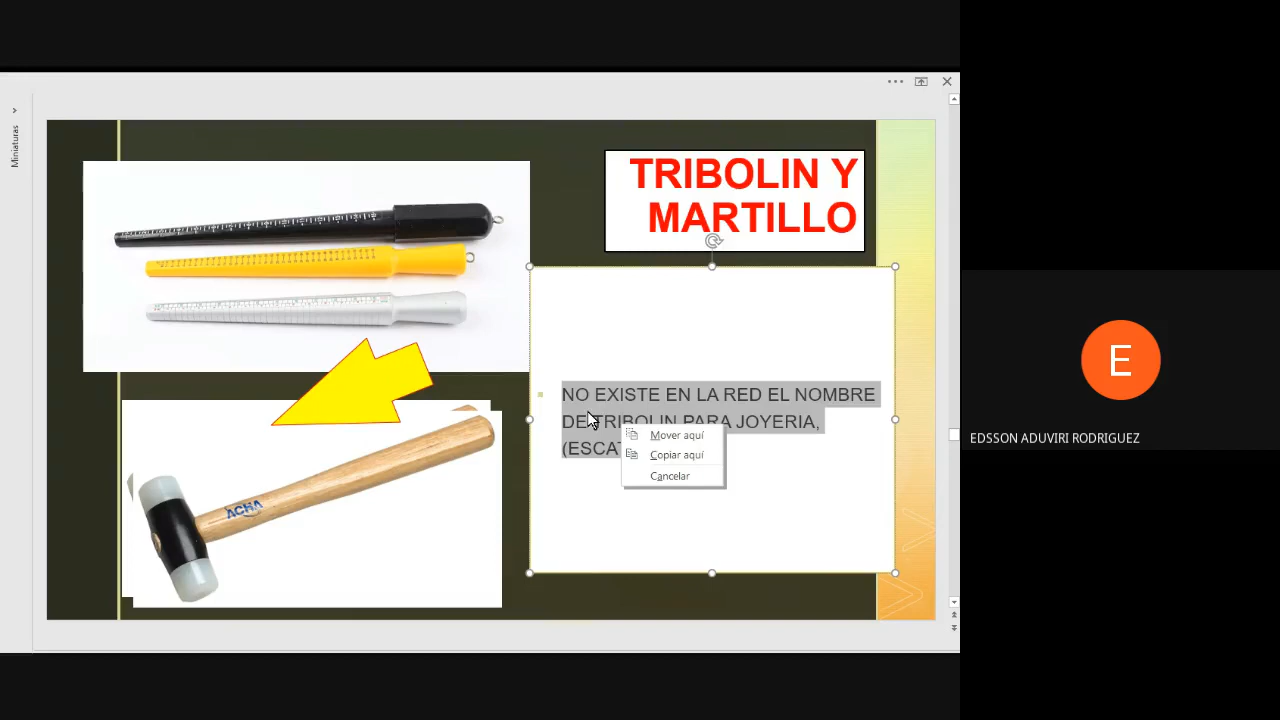 Miniaturas
TRIBOLIN Y
MARTILLO
NO EXISTE EN LA RED EL NOMBRE
DE TRIBOLIN PARA JOYERIA,
Mover aquí
Copiar aquí
Cancelar
ACHA
E
EDSSON ADUVIRI RODRIGUEZ